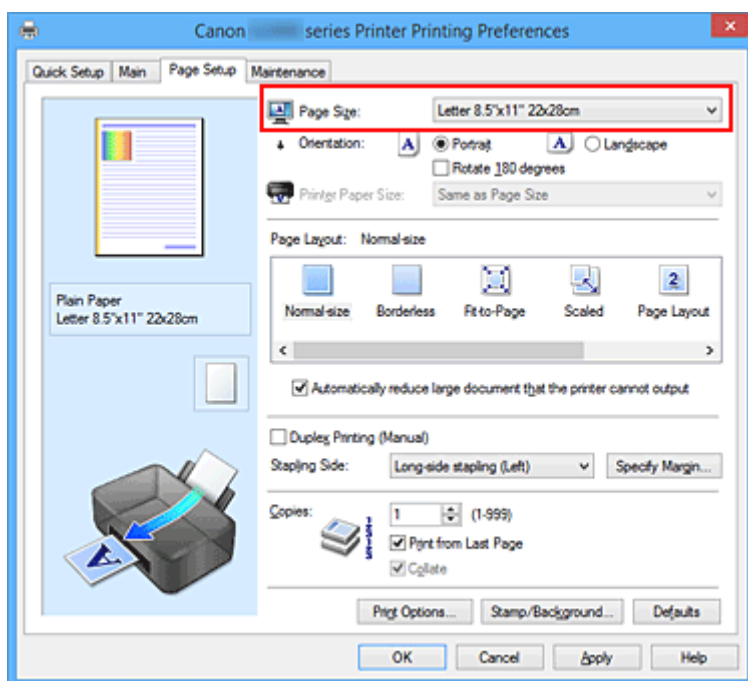 Canon series Printer Printing Preferences
Quick Setup Main Page Setup Maintenance
Page Size: Letter 8.5"x11" 22x28cm
Orientation: A Portrait A Landscape
Rotate 180 degrees
Printer Paper Size: Same as Page Size
Page Layout: Normal-size
2
Normal-size Borderless Fit-to-Page Scaled Page Layout
Plain Paper
Letter 8.5"x11" 22x28cm
Automatically reduce large document that the printer cannot output
Duplex Printing (Manual)
Stapling Side: Long-side stapling (Left) Specify Margin...
Copies: 1 (1-999)
Print from Last Page
Collate
A
Print Options... Stamp/Background... Defaults
OK Cancel Apply Help